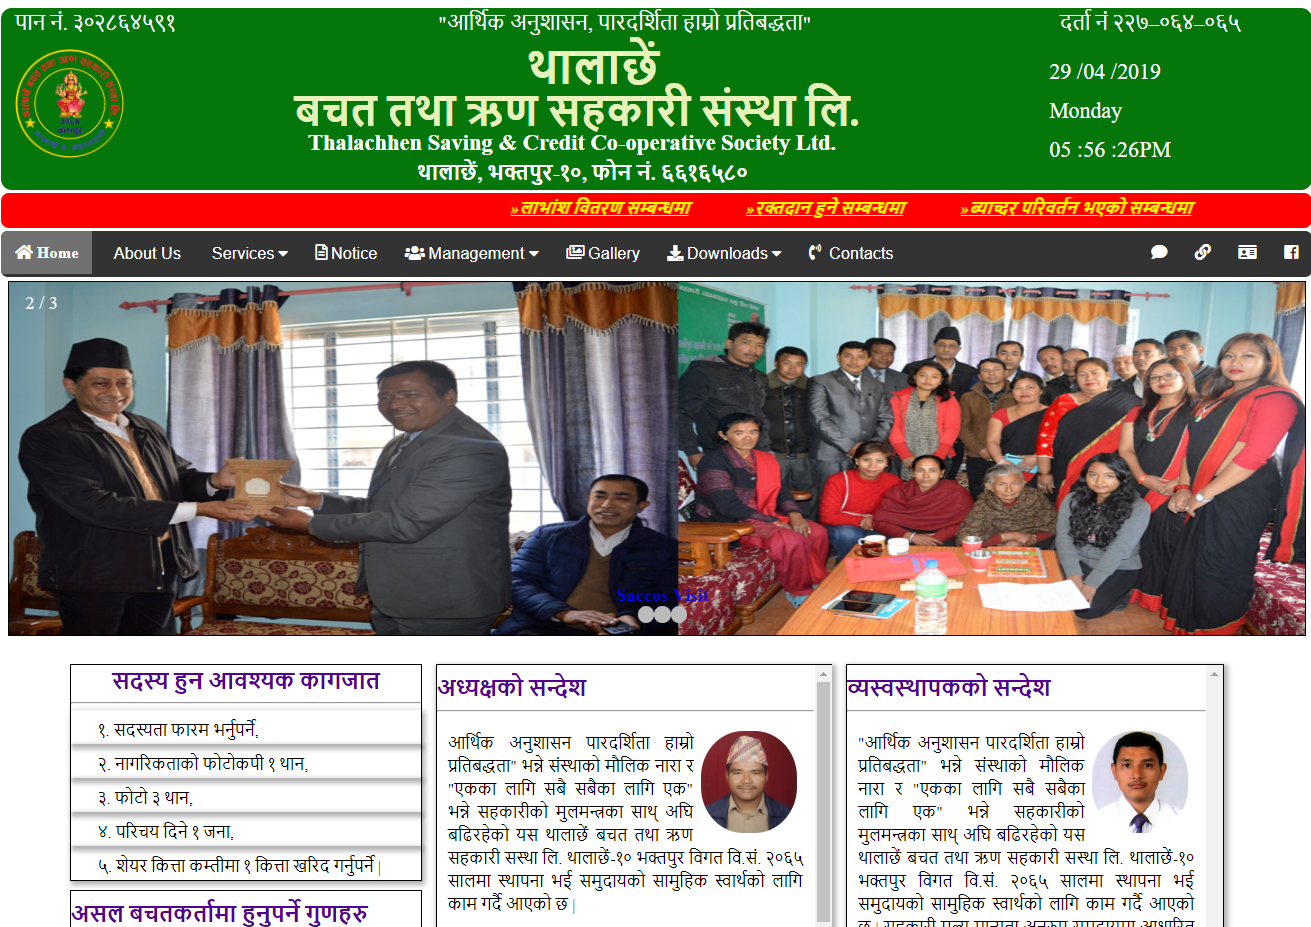 पान नं. ३०२८६४५९१
"आर्थिक अनुशासन, पारदर्शिता हाम्रो प्रतिबद्धता"
दर्ता नं २२७–०६४–०६५
थालाछें
बचत तथा ऋण सहकारी संस्था लि.
Thalachhen Saving & Credit Co-operative Society Ltd.
थालाछें, भक्तपुर-१०, फोन नं. ६६१६५८०
29 /04 /2019
Monday
05 :56 :26PM
»लाभांश वितरण सम्बन्धमा »रक्तदान हुने सम्बन्धमा »ब्याच्दर परिवर्तन भएको सम्बन्धमा
Home About Us Services Notice Management Gallery Downloads Contacts
2 / 3
Saccos Visit
सदस्य हुन आवश्यक कागजात
१. सदस्यता फारम भर्नुपर्ने,
२. नागरिकताको फोटोकपी १ थान,
३. फोटो ३ थान,
४. परिचय दिने १ जना,
५. शेयर कित्ता कम्तीमा १ कित्ता खरिद गर्नुपर्ने |
असल बचतकर्तामा हुनुपर्ने गुणहरु
अध्यक्षको सन्देश
आर्थिक अनुशासन पारदर्शिता हाम्रो
प्रतिबद्धता" भन्ने संस्थाको मौलिक नारा र
"एकका लागि सबै सबैका लागि एक"
भन्ने सहकारीको मुलमन्त्रका साथ् अघि
बढिरहेको यस थालाछें बचत तथा ऋण
सहकारी सस्था लि. थालाछें-१० भक्तपुर विगत वि.सं. २०६५
सालमा स्थापना भई समुदायको सामुहिक स्वार्थको लागि
काम गर्दै आएको छ |
व्यस्वस्थापकको सन्देश
"आर्थिक अनुशासन पारदर्शिता हाम्रो
प्रतिबद्धता" भन्ने संस्थाको मौलिक
नारा र "एकका लागि सबै सबैका
लागि एक" भन्ने सहकारीको
मुलमन्त्रका साथ् अघि बढिरहेको यस
थालाछें बचत तथा ऋण सहकारी सस्था लि. थालाछें-१०
भक्तपुर विगत वि.सं. २०६५ सालमा स्थापना भई
समुदायको सामुहिक स्वार्थको लागि काम गर्दै आएको
छ | सहकारी मूल्य मान्यता अनुरुप समुदायमा आधारित